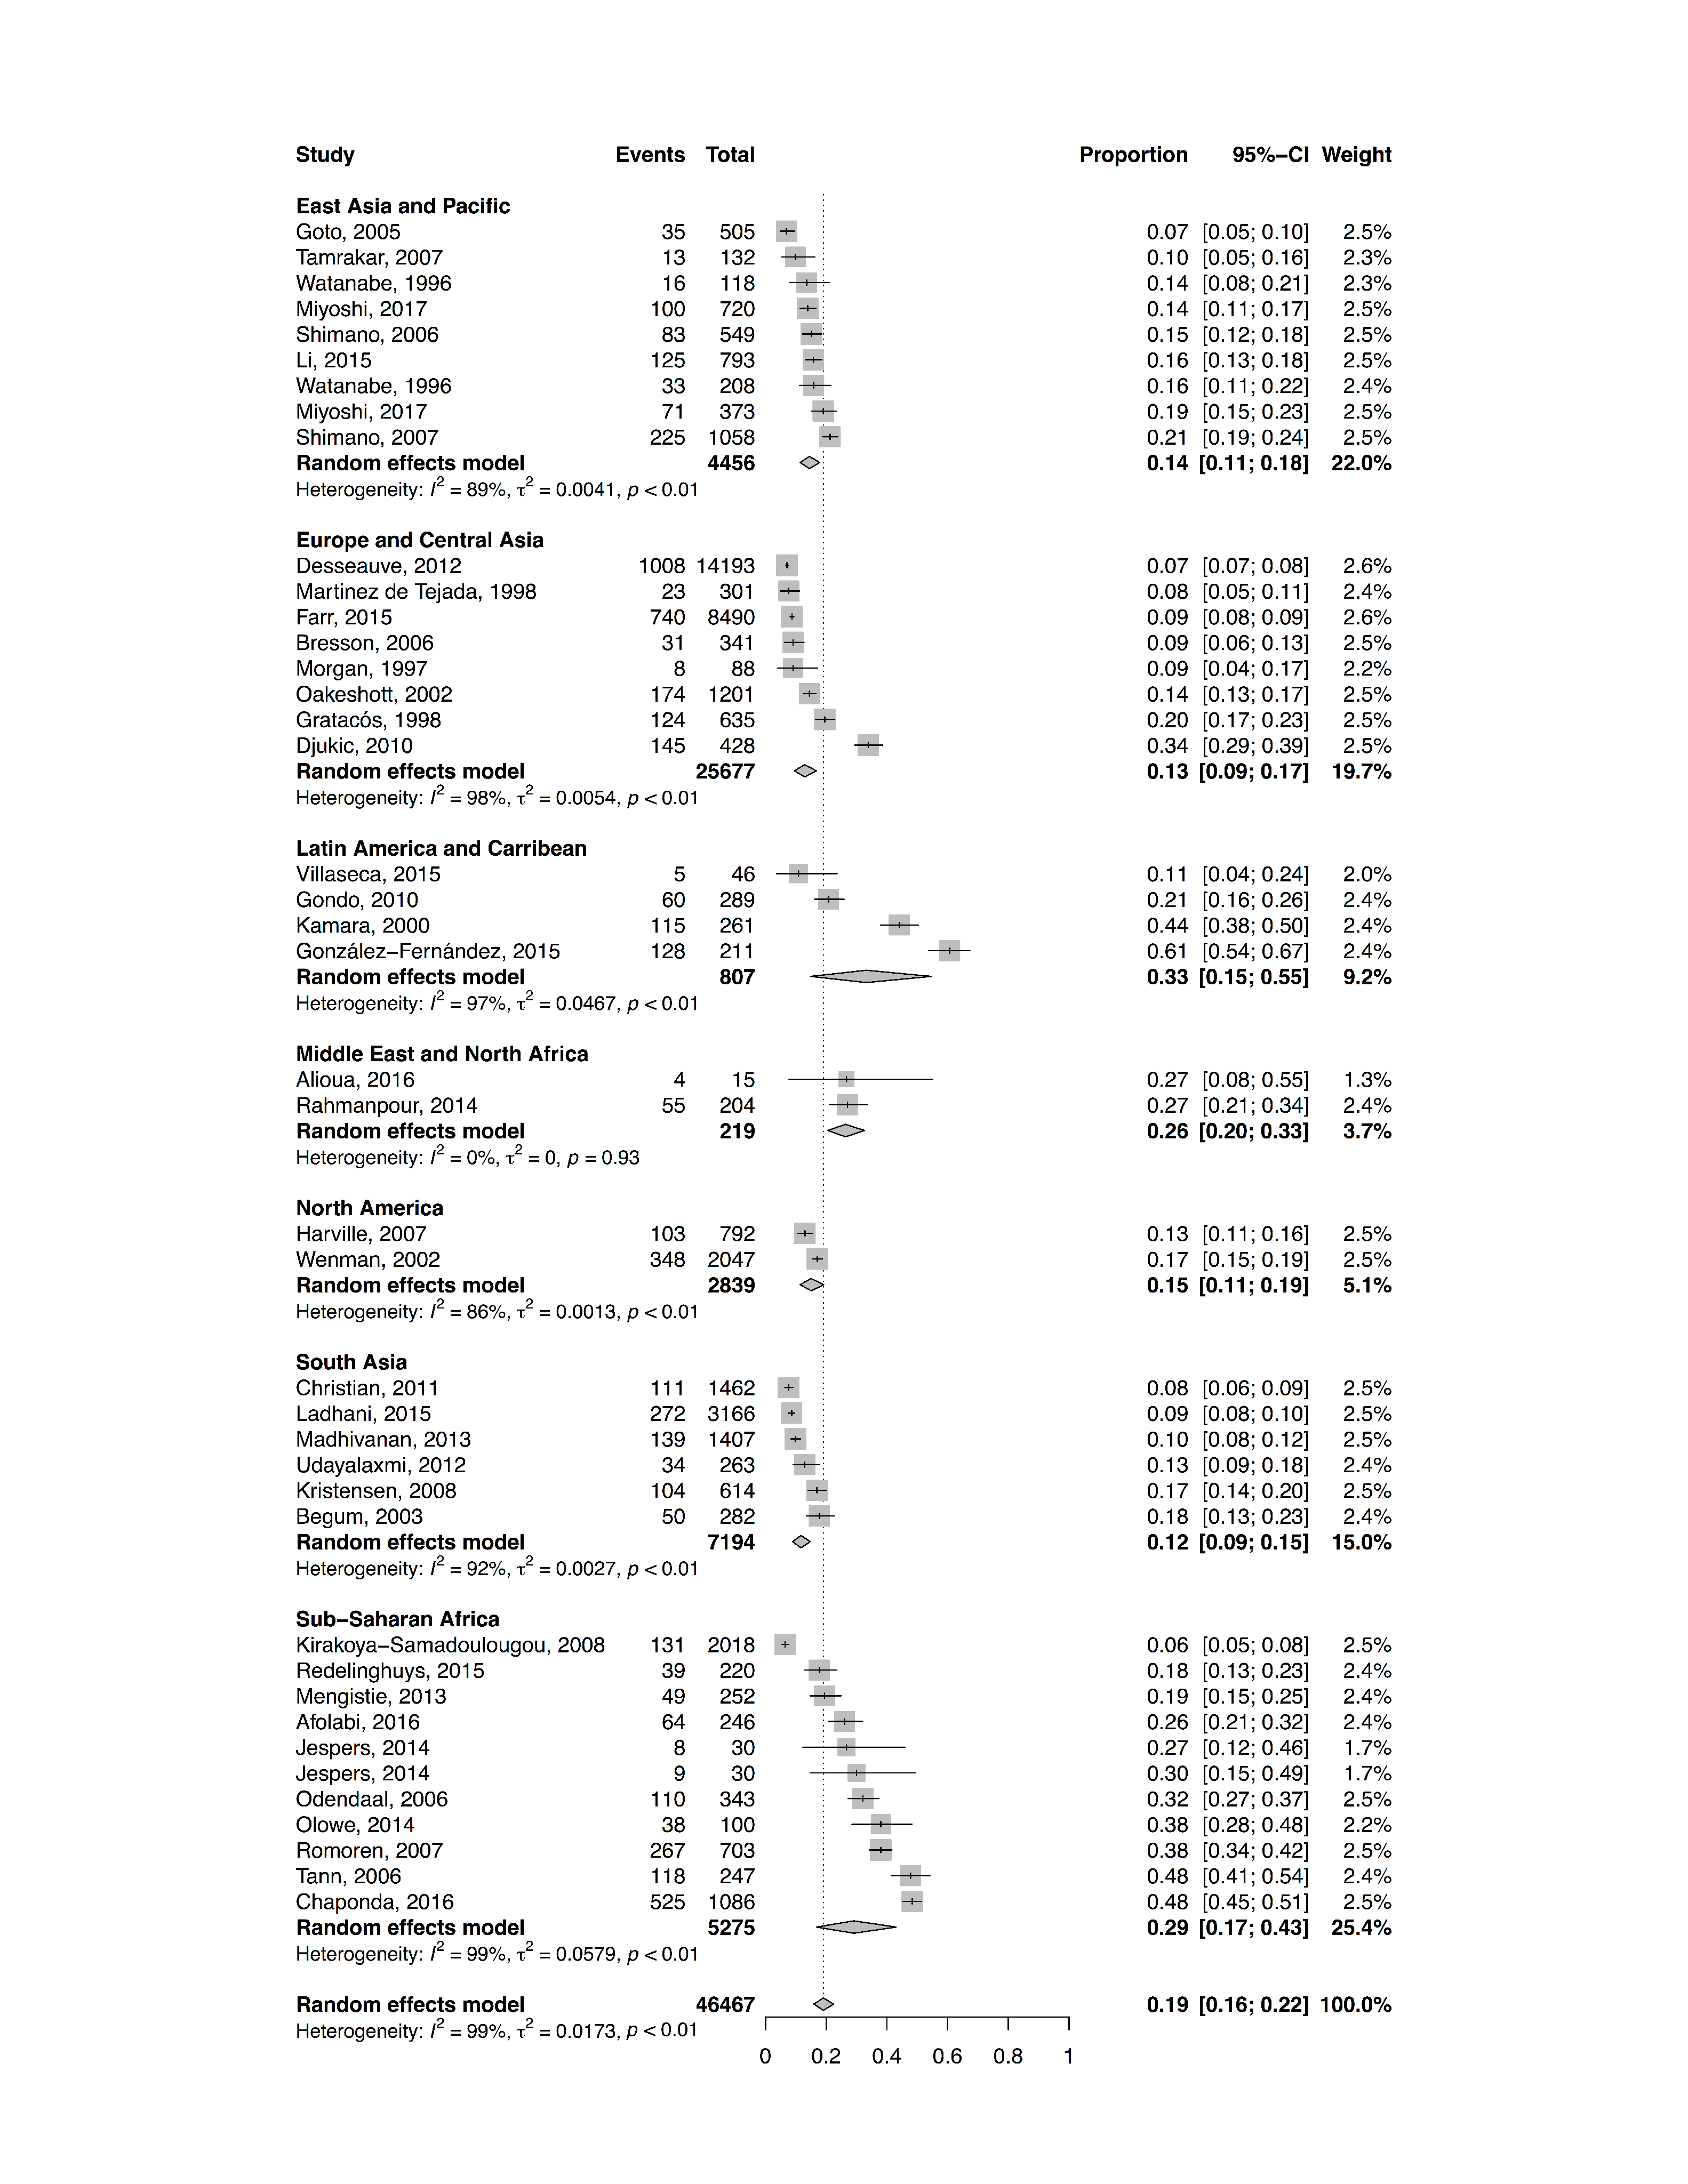 Study Events Total Proportion 95%−CI Weight
East Asia and Pacific
Goto, 2005 35 505 0.07 [0.05; 0.10] 2.5%
Tamrakar, 2007 13 132 0.10 [0.05; 0.16] 2.3%
Watanabe, 1996 16 118 0.14 [0.08; 0.21] 2.3%
Miyoshi, 2017 100 720 0.14 [0.11; 0.17] 2.5%
Shimano, 2006 83 549 0.15 [0.12; 0.18] 2.5%
Li, 2015 125 793 0.16 [0.13; 0.18] 2.5%
Watanabe, 1996 33 208 0.16 [0.11; 0.22] 2.4%
Miyoshi, 2017 71 373 0.19 [0.15; 0.23] 2.5%
Shimano, 2007 225 1058 0.21 [0.19; 0.24] 2.5%
Random effects model 4456 0.14 [0.11; 0.18] 22.0%
Heterogeneity: I² = 89%, τ² = 0.0041, p < 0.01
Europe and Central Asia
Desseauve, 2012 1008 14193 0.07 [0.07; 0.08] 2.6%
Martinez de Tejada, 1998 23 301 0.08 [0.05; 0.11] 2.4%
Farr, 2015 740 8490 0.09 [0.08; 0.09] 2.6%
Bresson, 2006 31 341 0.09 [0.06; 0.13] 2.5%
Morgan, 1997 8 88 0.09 [0.04; 0.17] 2.2%
Oakeshott, 2002 174 1201 0.14 [0.13; 0.17] 2.5%
Gratacós, 1998 124 635 0.20 [0.17; 0.23] 2.5%
Djukic, 2010 145 428 0.34 [0.29; 0.39] 2.5%
Random effects model 25677 0.13 [0.09; 0.17] 19.7%
Heterogeneity: I² = 98%, τ² = 0.0054, p < 0.01
Latin America and Carribean
Villaseca, 2015 5 46 0.11 [0.04; 0.24] 2.0%
Gondo, 2010 60 289 0.21 [0.16; 0.26] 2.4%
Kamara, 2000 115 261 0.44 [0.38; 0.50] 2.4%
González−Fernández, 2015 128 211 0.61 [0.54; 0.67] 2.4%
Random effects model 807 0.33 [0.15; 0.55] 9.2%
Heterogeneity: I² = 97%, τ² = 0.0467, p < 0.01
Middle East and North Africa
Alioua, 2016 4 15 0.27 [0.08; 0.55] 1.3%
Rahmanpour, 2014 55 204 0.27 [0.21; 0.34] 2.4%
Random effects model 219 0.26 [0.20; 0.33] 3.7%
Heterogeneity: I² = 0%, τ² = 0, p = 0.93
North America
Harville, 2007 103 792 0.13 [0.11; 0.16] 2.5%
Wenman, 2002 348 2047 0.17 [0.15; 0.19] 2.5%
Random effects model 2839 0.15 [0.11; 0.19] 5.1%
Heterogeneity: I² = 86%, τ² = 0.0013, p < 0.01
South Asia
Christian, 2011 111 1462 0.08 [0.06; 0.09] 2.5%
Ladhani, 2015 272 3166 0.09 [0.08; 0.10] 2.5%
Madhivanan, 2013 139 1407 0.10 [0.08; 0.12] 2.5%
Udayalaxmi, 2012 34 263 0.13 [0.09; 0.18] 2.4%
Kristensen, 2008 104 614 0.17 [0.14; 0.20] 2.5%
Begum, 2003 50 282 0.18 [0.13; 0.23] 2.4%
Random effects model 7194 0.12 [0.09; 0.15] 15.0%
Heterogeneity: I² = 92%, τ² = 0.0027, p < 0.01
Sub−Saharan Africa
Kirakoya−Samadoulougou, 2008 131 2018 0.06 [0.05; 0.08] 2.5%
Redelinghuys, 2015 39 220 0.18 [0.13; 0.23] 2.4%
Mengistie, 2013 49 252 0.19 [0.15; 0.25] 2.4%
Afolabi, 2016 64 246 0.26 [0.21; 0.32] 2.4%
Jespers, 2014 8 30 0.27 [0.12; 0.46] 1.7%
Jespers, 2014 9 30 0.30 [0.15; 0.49] 1.7%
Odendaal, 2006 110 343 0.32 [0.27; 0.37] 2.5%
Olowe, 2014 38 100 0.38 [0.28; 0.48] 2.2%
Romoren, 2007 267 703 0.38 [0.34; 0.42] 2.5%
Tann, 2006 118 247 0.48 [0.41; 0.54] 2.4%
Chaponda, 2016 525 1086 0.48 [0.45; 0.51] 2.5%
Random effects model 5275 0.29 [0.17; 0.43] 25.4%
Heterogeneity: I² = 99%, τ² = 0.0579, p < 0.01
Random effects model 46467 0.19 [0.16; 0.22] 100.0%
Heterogeneity: I² = 99%, τ² = 0.0173, p < 0.01
0 0.2 0.4 0.6 0.8 1